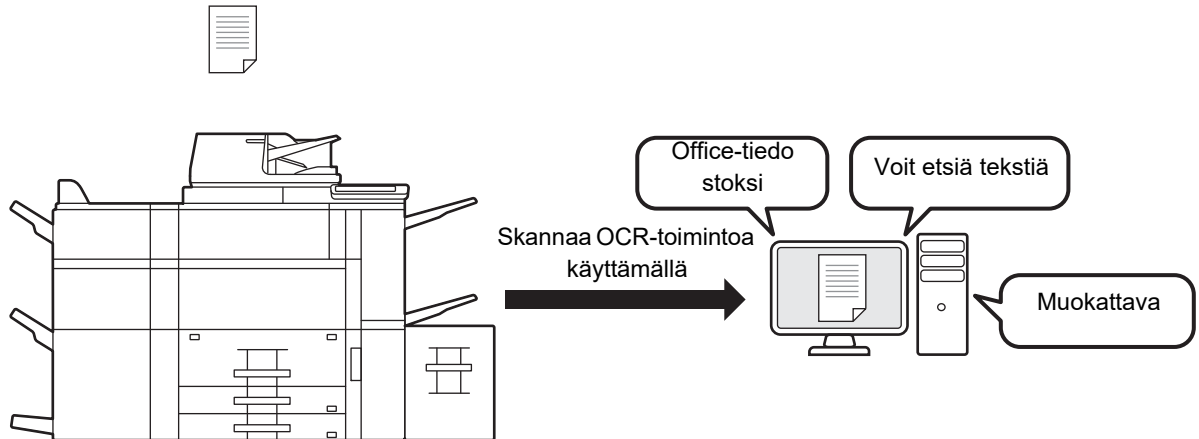 Office-tiedo
stoksi
Voit etsiä tekstiä
Skannaa OCR-toimintoa
käyttämällä
Muokattava